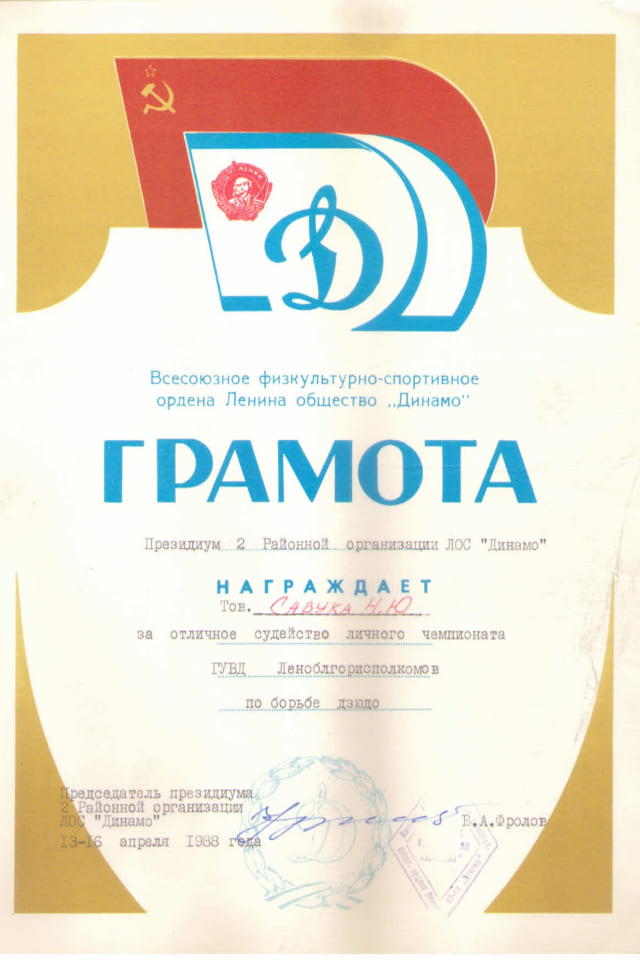 ЛЕНИН
Всесоюзное физкультурно-спортивное
ордена Ленина общество „Динамо"
ГРАМОТА
Президиум 2 Районной организации ЛОС "Динамо"
НАГРАЖДАЕТ
Тов. Савука Н.Ю
за отличное судейство личного чемпионата
ГУВД Леноблгорисполкомов
по борьбе дзюдо
Председатель президиума
2 Районной организации
ЛОС "Динамо" В.А.Фролов
13-16 апреля 1988 года